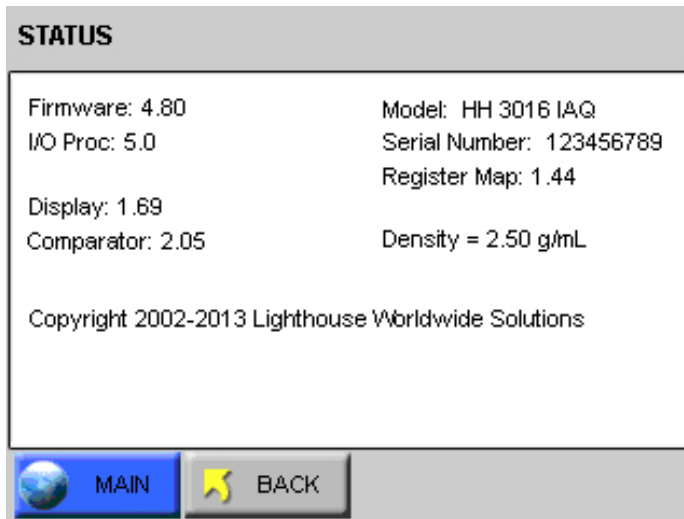 STATUS
Firmware: 4.80
I/O Proc: 5.0
Display: 1.69
Comparator: 2.05
Model: HH 3016 IAQ
Serial Number: 123456789
Register Map: 1.44
Density = 2.50 g/mL
Copyright 2002-2013 Lighthouse Worldwide Solutions
MAIN
BACK